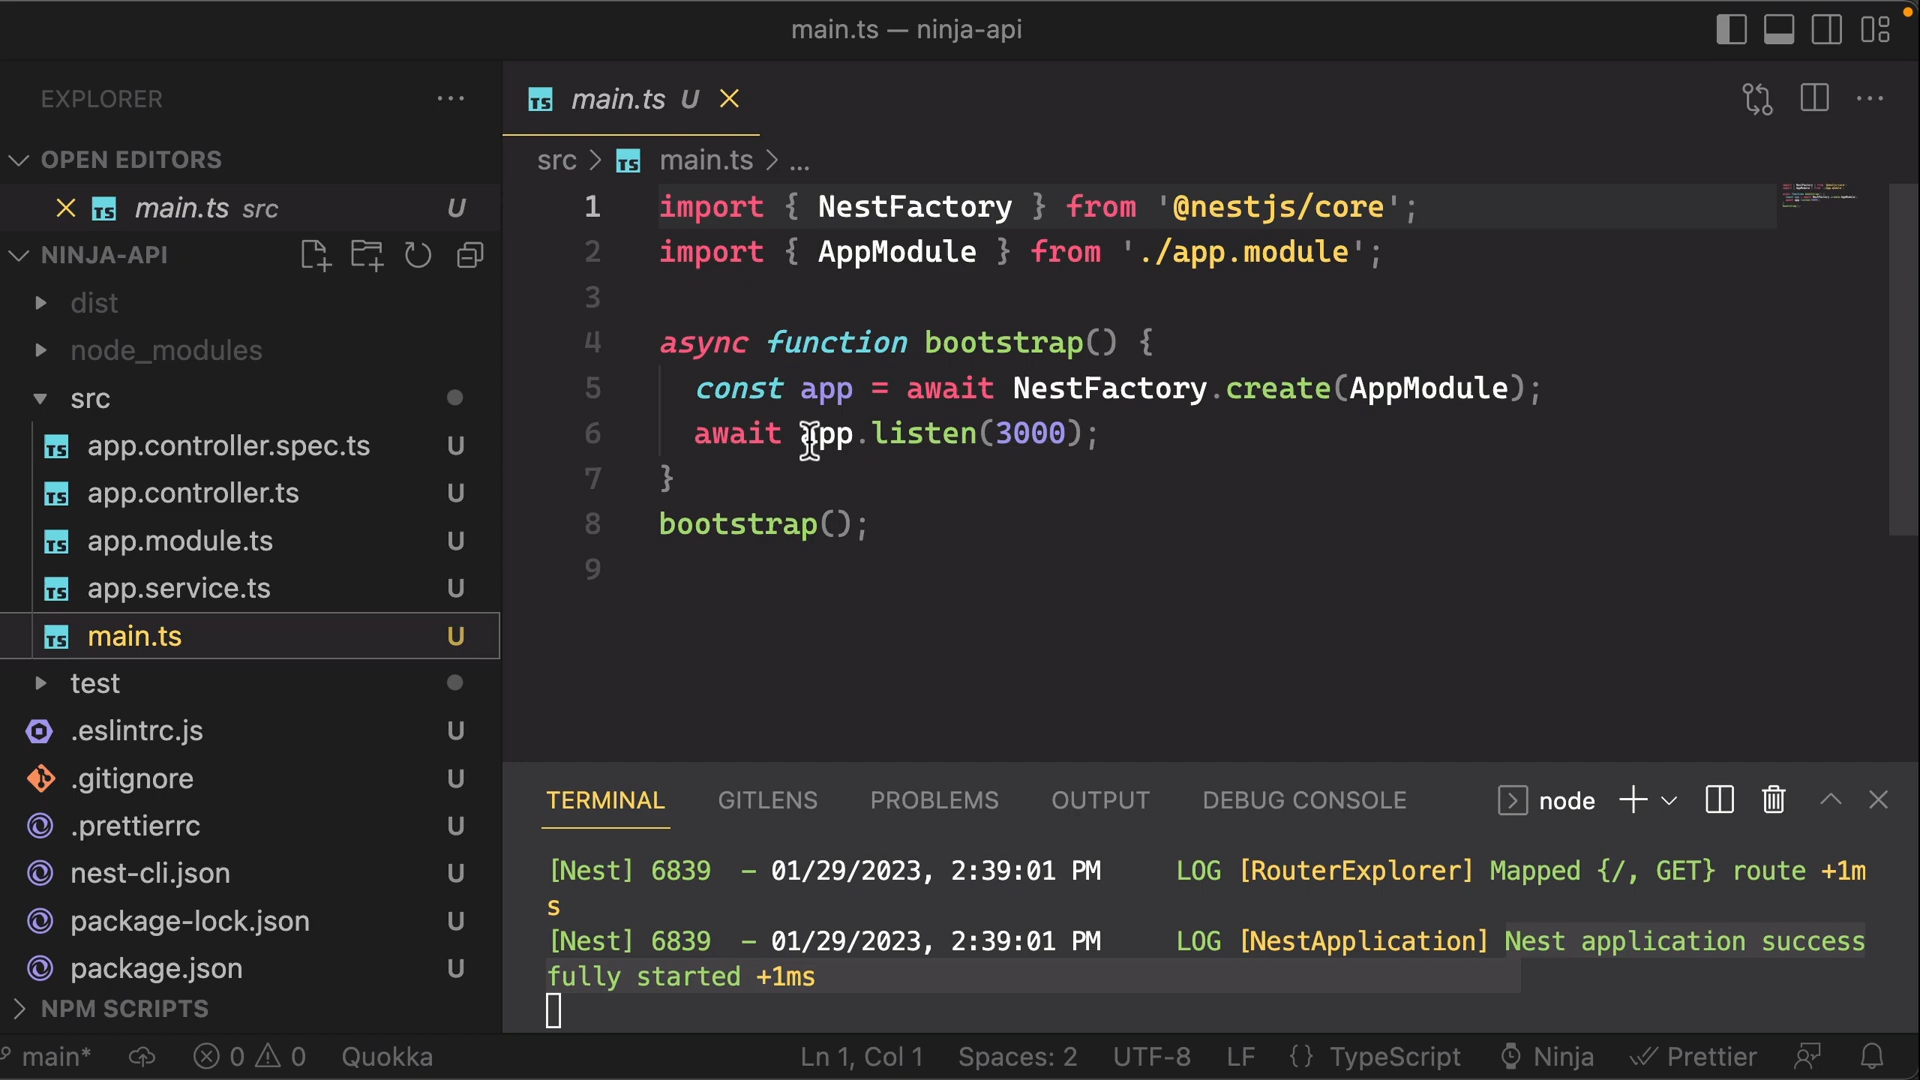 main.ts — ninja-api
EXPLORER
OPEN EDITORS
main.ts src U
NINJA-API
dist
node_modules
src
app.controller.spec.ts U
app.controller.ts U
app.module.ts U
app.service.ts U
main.ts U
test
.eslintrc.js U
.gitignore U
.prettierrc U
nest-cli.json U
package-lock.json U
package.json U
NPM SCRIPTS
TS main.ts U
src > TS main.ts > ...
1 import { NestFactory } from '@nestjs/core';
2 import { AppModule } from './app.module';
3
4 async function bootstrap() {
5 const app = await NestFactory.create(AppModule);
6 await app.listen(3000);
7 }
8 bootstrap();
9
TERMINAL GITLENS PROBLEMS OUTPUT DEBUG CONSOLE node
[Nest] 6839 - 01/29/2023, 2:39:01 PM LOG [RouterExplorer] Mapped {/, GET} route +1m
s
[Nest] 6839 - 01/29/2023, 2:39:01 PM LOG [NestApplication] Nest application success
fully started +1ms
main* 0 0 Quokka Ln 1, Col 1 Spaces: 2 UTF-8 LF {} TypeScript Ninja Prettier